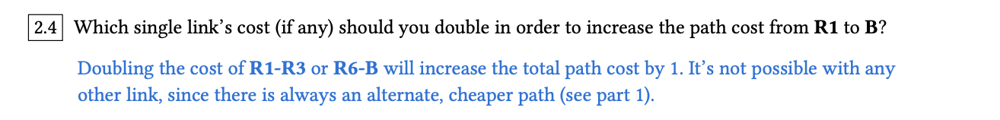 2.4 Which single link’s cost (if any) should you double in order to increase the path cost from R1 to B?
Doubling the cost of R1-R3 or R6-B will increase the total path cost by 1. It’s not possible with any
other link, since there is always an alternate, cheaper path (see part 1).